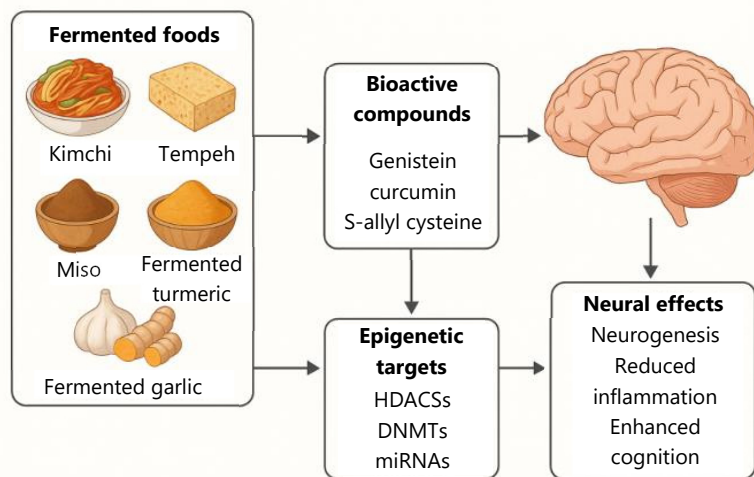 Fermented foods
Kimchi
Tempeh
Miso
Fermented
turmeric
Fermented garlic
Bioactive
compounds
Genistein
curcumin
S-allyl cysteine
Epigenetic
targets
HDACSs
DNMTs
miRNAs
Neural effects
Neurogenesis
Reduced
inflammation
Enhanced
cognition